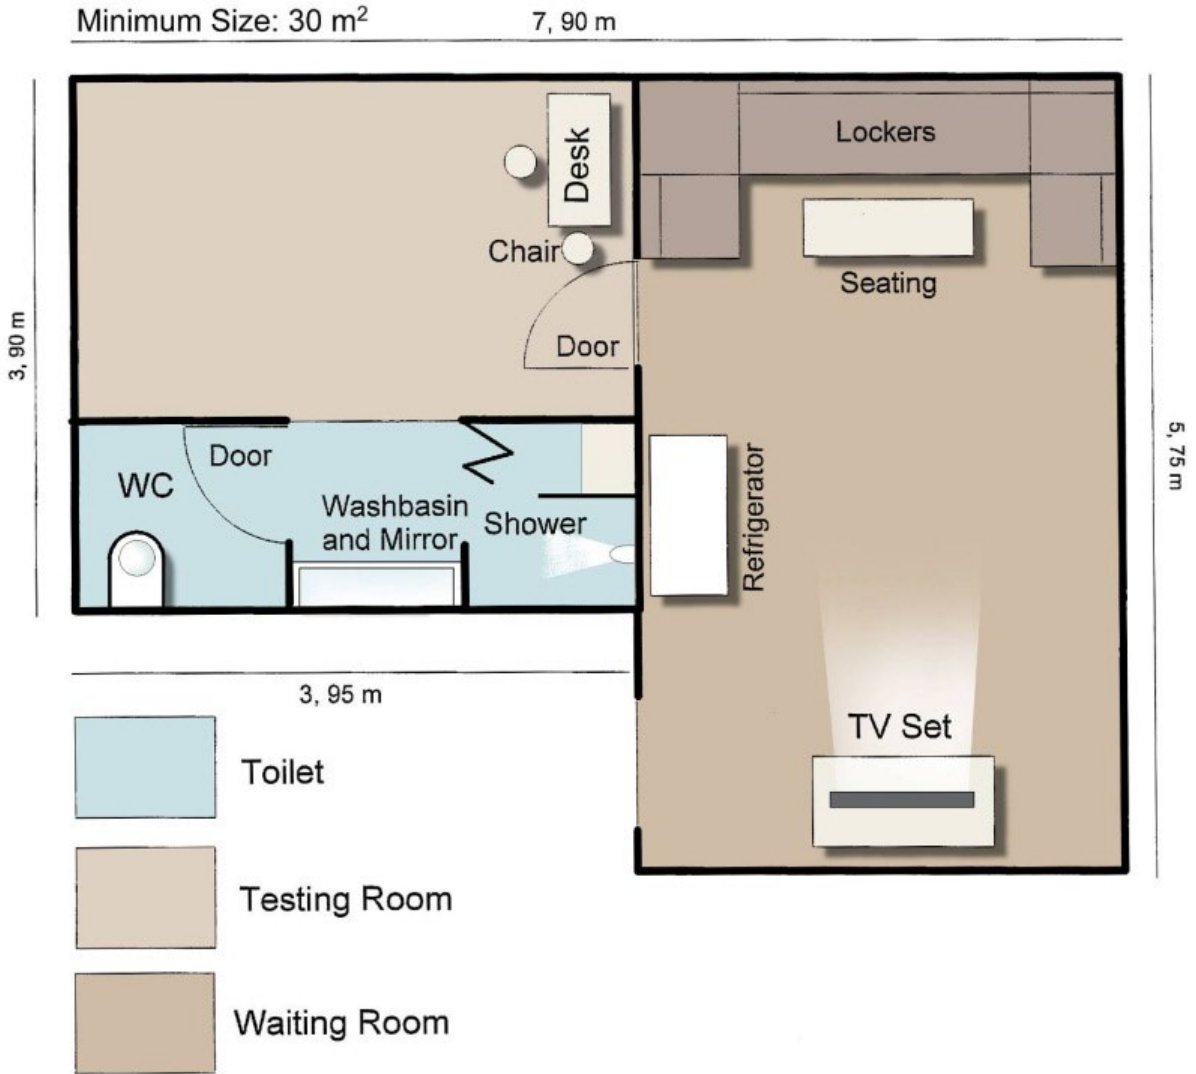 Minimum Size: 30 m²
7, 90 m
Lockers
Desk
Seating
Chair
Door
3, 90 m
5, 75 m
Door
WC
Washbasin
and Mirror
Shower
Refrigerator
3, 95 m
TV Set
Toilet
Testing Room
Waiting Room